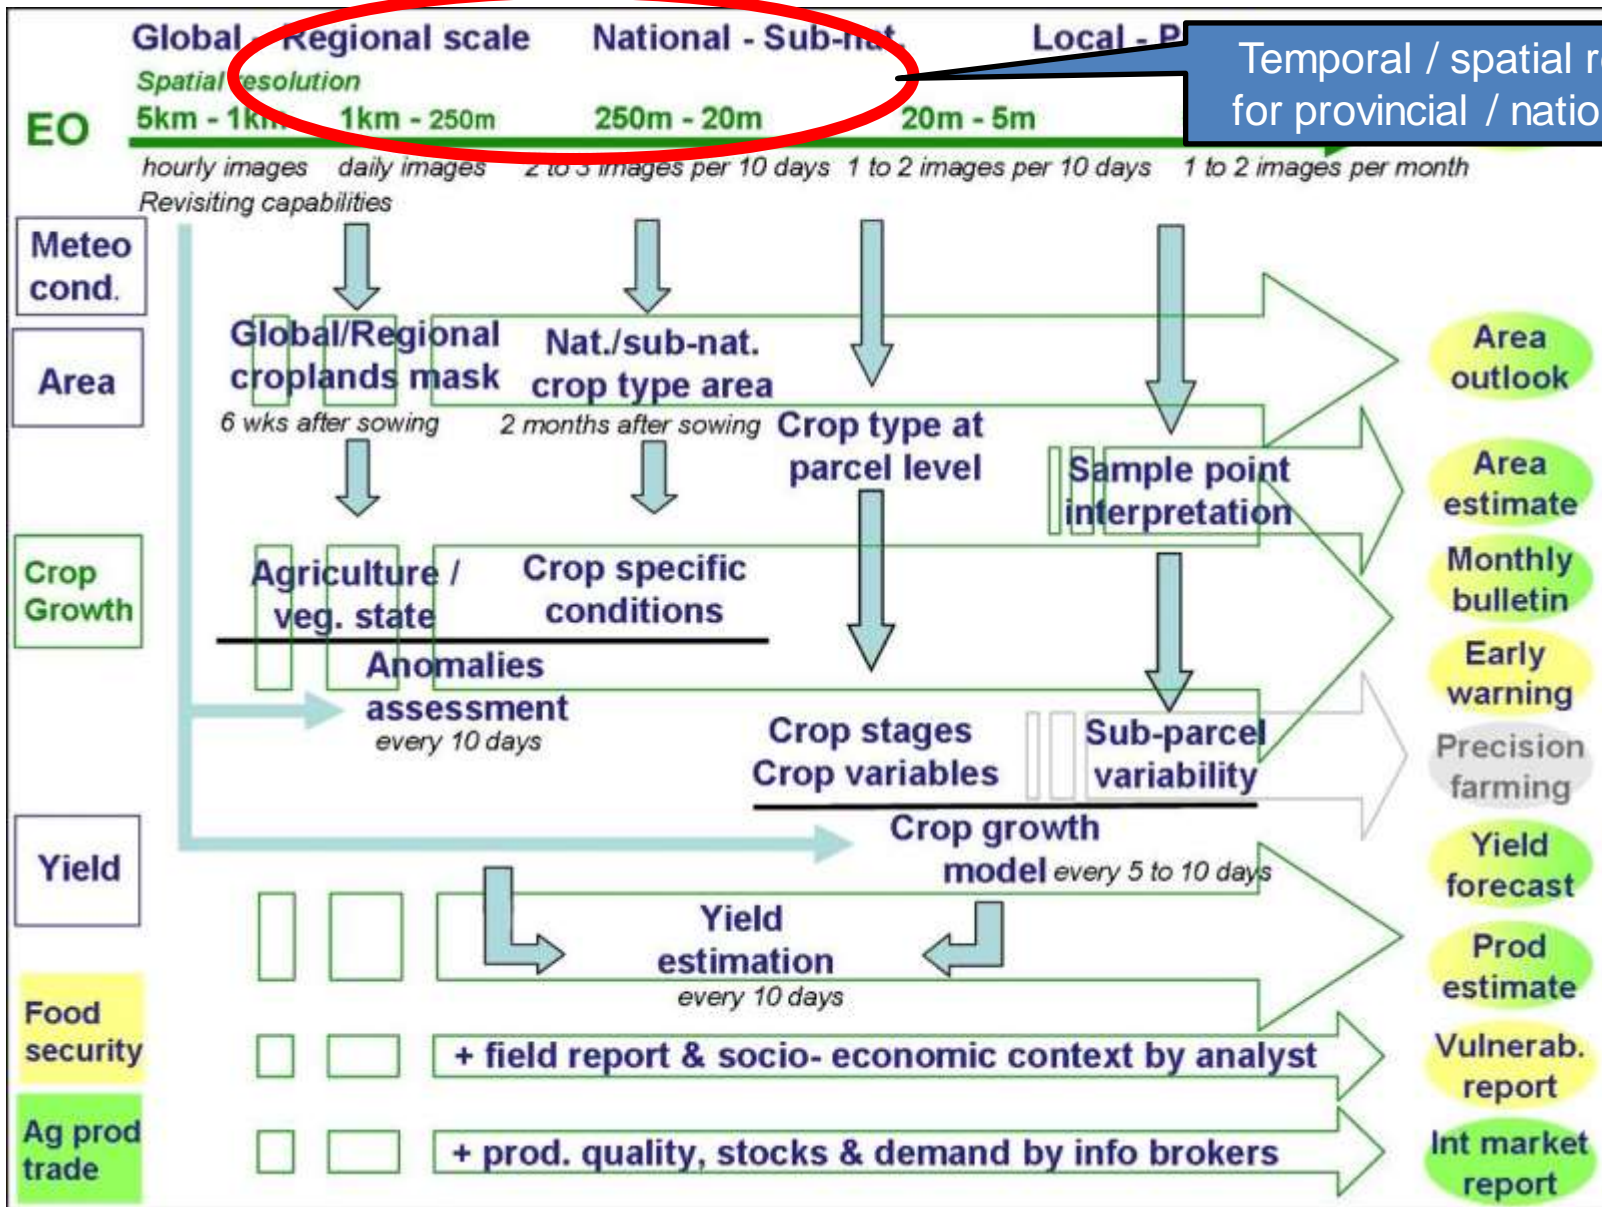 Global - Regional scale
National - Sub-nat.
Local - P
Temporal / spatial re
for provincial / natio
Spatial resolution
EO
5km - 1km
1km - 250m
250m - 20m
20m - 5m
hourly images
daily images
2 to 3 images per 10 days
1 to 2 images per 10 days
1 to 2 images per month
Revisiting capabilities
Meteo
cond.
Area
Global/Regional
croplands mask
6 wks after sowing
Nat./sub-nat.
crop type area
2 months after sowing
Crop type at
parcel level
Sample point
interpretation
Area
outlook
Area
estimate
Crop
Growth
Agriculture /
veg. state
Crop specific
conditions
Anomalies
assessment
every 10 days
Monthly
bulletin
Early
warning
Crop stages
Crop variables
Sub-parcel
variability
Precision
farming
Yield
Crop growth
model every 5 to 10 days
Yield
forecast
Yield
estimation
every 10 days
Prod
estimate
Food
security
+ field report & socio- economic context by analyst
Vulnerab.
report
Ag prod
trade
+ prod. quality, stocks & demand by info brokers
Int market
report